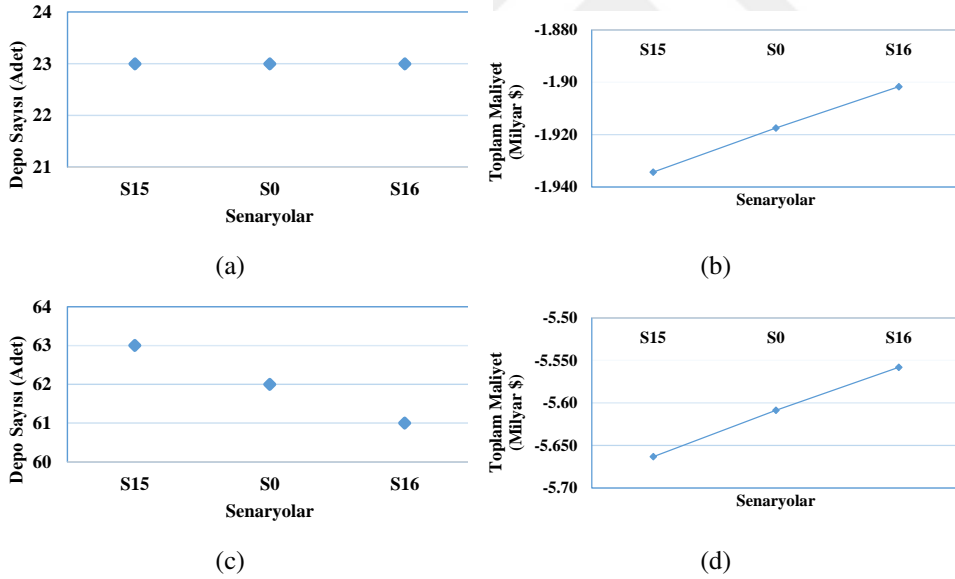 24
23
22
21
Depo Sayısı (Adet)
S15 S0 S16
Senaryolar
(a)
-1.880
-1.90
-1.920
-1.940
Toplam Maliyet
(Milyar $)
S15 S0 S16
Senaryolar
(b)
64
63
62
61
60
Depo Sayısı (Adet)
S15 S0 S16
Senaryolar
(c)
-5.50
-5.550
-5.60
-5.650
-5.70
Toplam Maliyet
(Milyar $)
S15 S0 S16
Senaryolar
(d)